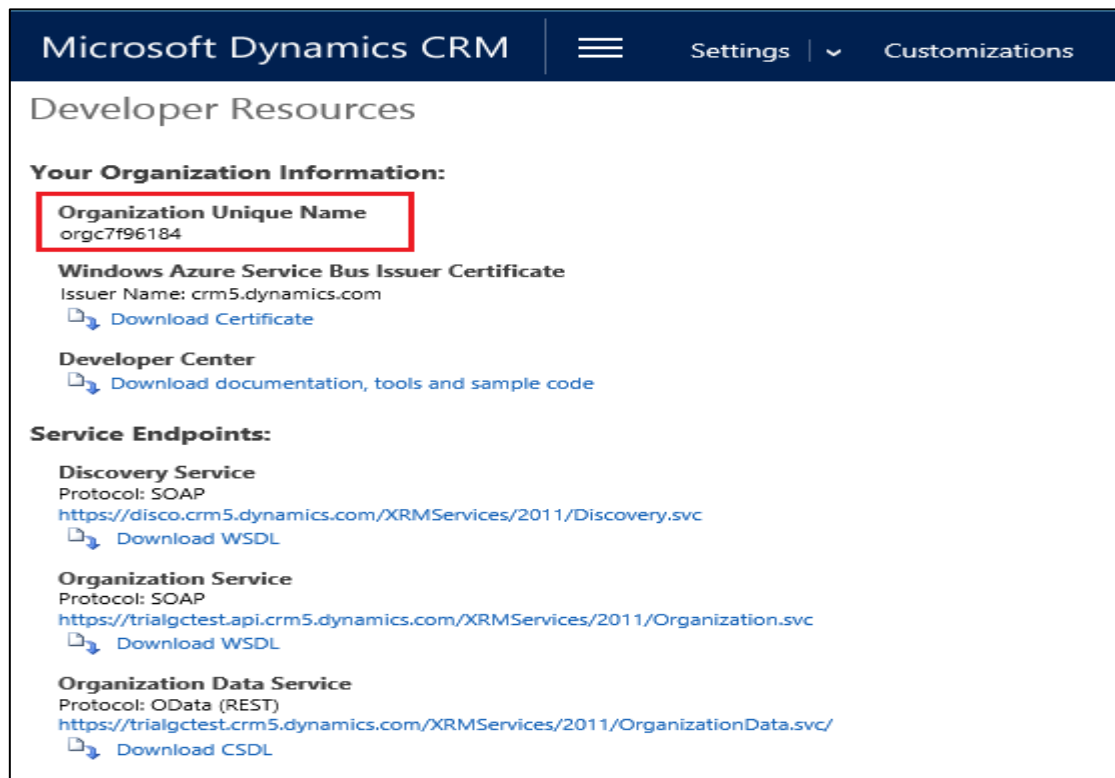 Microsoft Dynamics CRM Settings Customizations
Developer Resources
Your Organization Information:
Organization Unique Name
orgc7f96184
Windows Azure Service Bus Issuer Certificate
Issuer Name: crm5.dynamics.com
Download Certificate
Developer Center
Download documentation, tools and sample code
Service Endpoints:
Discovery Service
Protocol: SOAP
https://disco.crm5.dynamics.com/XRMServices/2011/Discovery.svc
Download WSDL
Organization Service
Protocol: SOAP
https://trialgctest.api.crm5.dynamics.com/XRMServices/2011/Organization.svc
Download WSDL
Organization Data Service
Protocol: OData (REST)
https://trialgctest.crm5.dynamics.com/XRMServices/2011/OrganizationData.svc/
Download CSDL